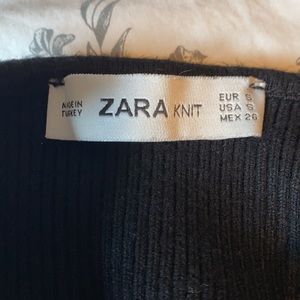 MADE IN
TURKEY
ZARA KNIT
EUR S
USA S
MEX 26